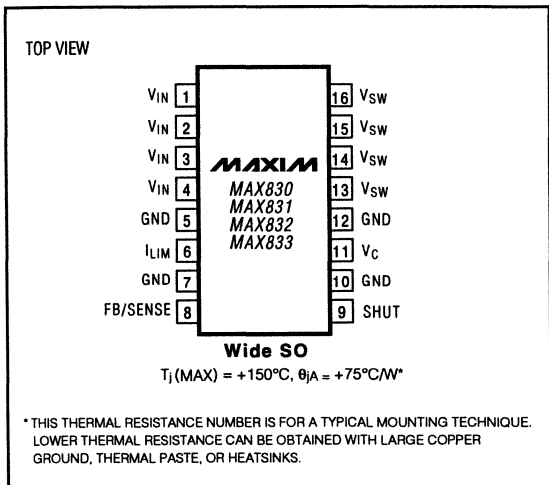 TOP VIEW
VIN 1 16 VSW
VIN 2 15 VSW
VIN 3 14 VSW
MAXIM
VIN 4 13 VSW
MAX830
MAX831
MAX832
MAX833
GND 5 12 GND
ILIM 6 11 VC
GND 7 10 GND
FB/SENSE 8 9 SHUT
Wide SO
Tj (MAX) = +150°C, θjA = +75°C/W*
* THIS THERMAL RESISTANCE NUMBER IS FOR A TYPICAL MOUNTING TECHNIQUE.
LOWER THERMAL RESISTANCE CAN BE OBTAINED WITH LARGE COPPER
GROUND, THERMAL PASTE, OR HEATSINKS.